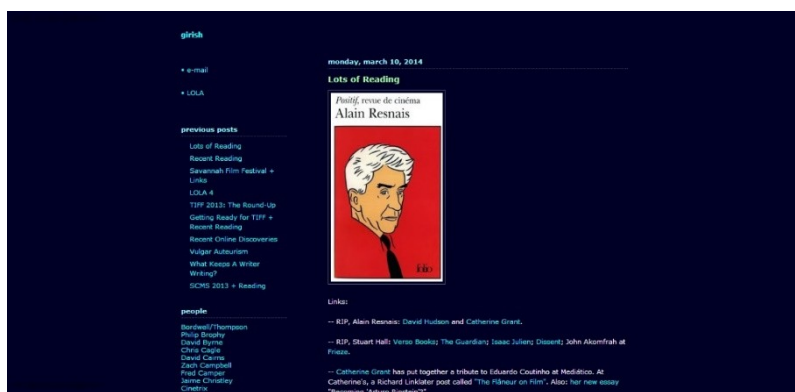 girish
• e-mail
• LOLA
previous posts
Lots of Reading
Recent Reading
Savannah Film Festival +
Links
LOLA 4
TIFF 2013: The Round-Up
Getting Ready for TIFF +
Recent Reading
Recent Online Discoveries
Vulgar Auteurism
What Keeps A Writer
Writing?
SCMS 2013 + Reading
people
Bordwell/Thompson
Philip Brophy
David Byrne
Chris Cagle
David Cairns
Zach Campbell
Fred Camper
Jaime Christley
Cinetrix
monday, march 10, 2014
Lots of Reading
Positif, revue de cinéma
Alain Resnais
folio
Links:
-- RIP, Alain Resnais: David Hudson and Catherine Grant.
-- RIP, Stuart Hall: Verso Books; The Guardian; Isaac Julien; Dissent; John Akomfrah at
Frieze.
-- Catherine Grant has put together a tribute to Eduardo Coutinho at Mediático. At
Catherine's, a Richard Linklater post called "The Flâneur on Film". Also: her new essay
"Becoming 'Arturo Ripstein'?"